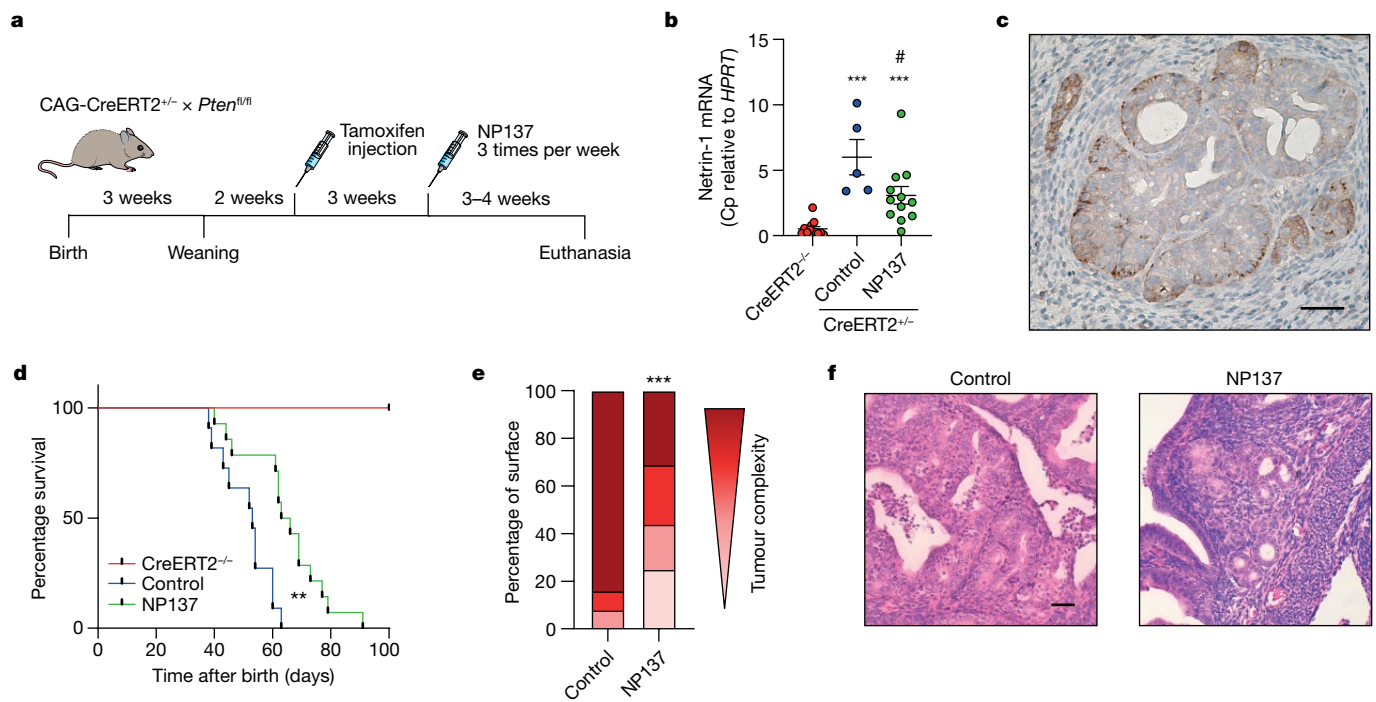 a
CAG-CreERT2+/– × Ptenfl/fl
Tamoxifen
injection
NP137
3 times per week
3 weeks
2 weeks
3 weeks
3–4 weeks
Birth
Weaning
Euthanasia
b
Netrin-1 mRNA
(Cp relative to HPRT)
15
10
5
0
***
#
***
CreERT2–/–
Control
NP137
CreERT2+/–
c
d
Percentage survival
100
50
0
CreERT2–/–
Control
NP137
**
0
20
40
60
80
100
Time after birth (days)
e
Percentage of surface
100
80
60
40
20
0
***
Control
NP137
Tumour complexity
f
Control
NP137